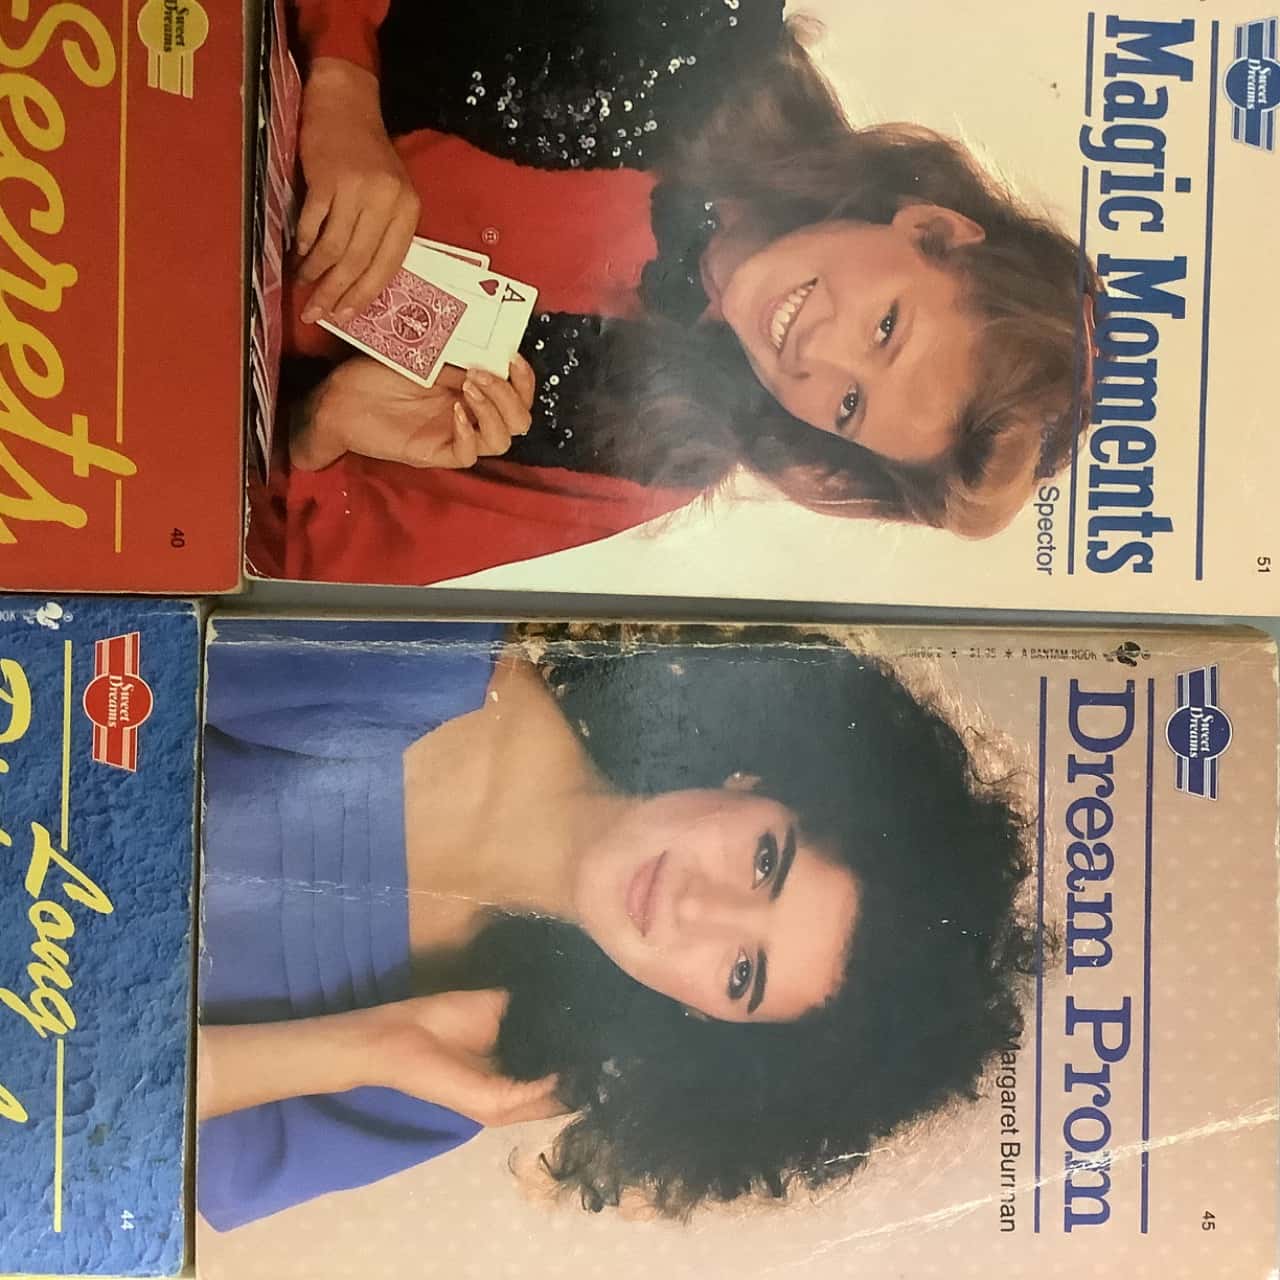 Sweet
Dreams
Secrets
40
Sweet
Dreams
Magic Moments
Spector
51
A
Sweet
Dreams
Long
44
A BANTAM BOOK
Sweet
Dreams
Dream Prom
Margaret Burman
45